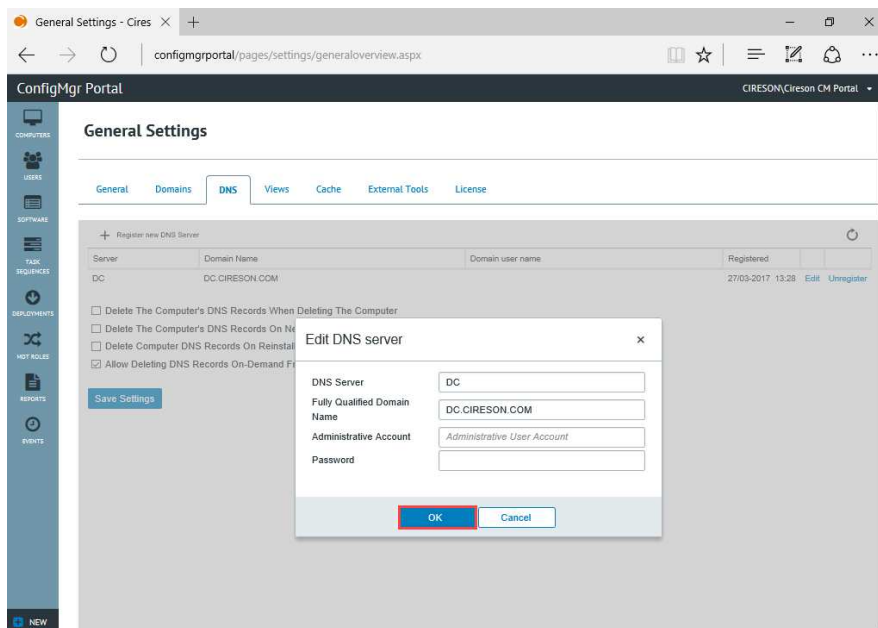 General Settings - Cires
configmgrportal/pages/settings/generaloverview.aspx
ConfigMgr Portal
CIRESON\Cireson CM Portal
COMPUTERS
USERS
SOFTWARE
TASK
SEQUENCES
DEPLOYMENTS
MDT ROLES
REPORTS
EVENTS
NEW
General Settings
General Domains DNS Views Cache External Tools License
Register new DNS Server
Server Domain Name Domain user name Registered
DC DC.CIRESON.COM 27/03-2017 13:28 Edit Unregister
Delete The Computer's DNS Records When Deleting The Computer
Delete The Computer's DNS Records On Ne
Delete Computer DNS Records On Reinstal
Allow Deleting DNS Records On-Demand Fr
Save Settings
Edit DNS server
DNS Server DC
Fully Qualified Domain
Name DC.CIRESON.COM
Administrative Account Administrative User Account
Password
OK Cancel